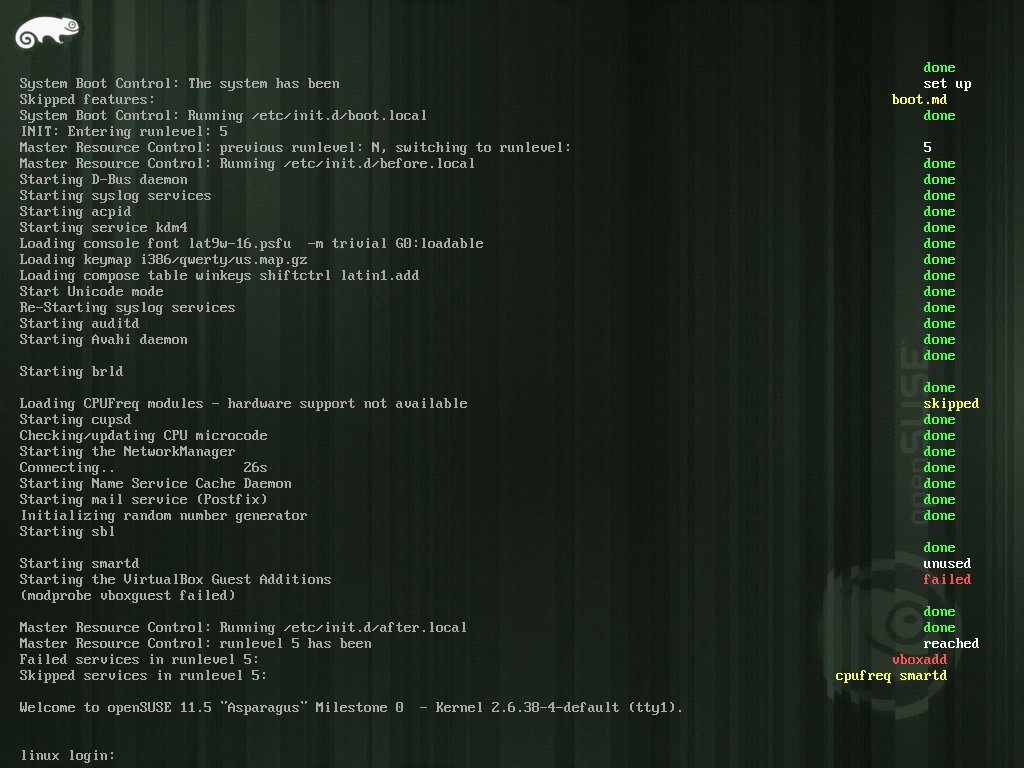 done
System Boot Control: The system has been set up
Skipped features: boot.md
System Boot Control: Running /etc/init.d/boot.local done
INIT: Entering runlevel: 5
Master Resource Control: previous runlevel: N, switching to runlevel: 5
Master Resource Control: Running /etc/init.d/before.local done
Starting D-Bus daemon done
Starting syslog services done
Starting acpid done
Starting service kdm4 done
Loading console font lat9w-16.psfu  -m trivial G0:loadable done
Loading keymap i386/qwerty/us.map.gz done
Loading compose table winkeys shiftctrl latin1.add done
Start Unicode mode done
Re-Starting syslog services done
Starting auditd done
Starting Avahi daemon done
done
Starting brld
done
Loading CPUFreq modules - hardware support not available skipped
Starting cupsd done
Checking/updating CPU microcode done
Starting the NetworkManager done
Connecting.. 26s done
Starting Name Service Cache Daemon done
Starting mail service (Postfix) done
Initializing random number generator done
Starting sbl
done
Starting smartd unused
Starting the VirtualBox Guest Additions failed
(modprobe vboxguest failed)
done
Master Resource Control: Running /etc/init.d/after.local done
Master Resource Control: runlevel 5 has been reached
Failed services in runlevel 5: vboxadd
Skipped services in runlevel 5: cpufreq smartd
Welcome to openSUSE 11.5 "Asparagus" Milestone 0  - Kernel 2.6.38-4-default (tty1).
linux login:
openSUSE